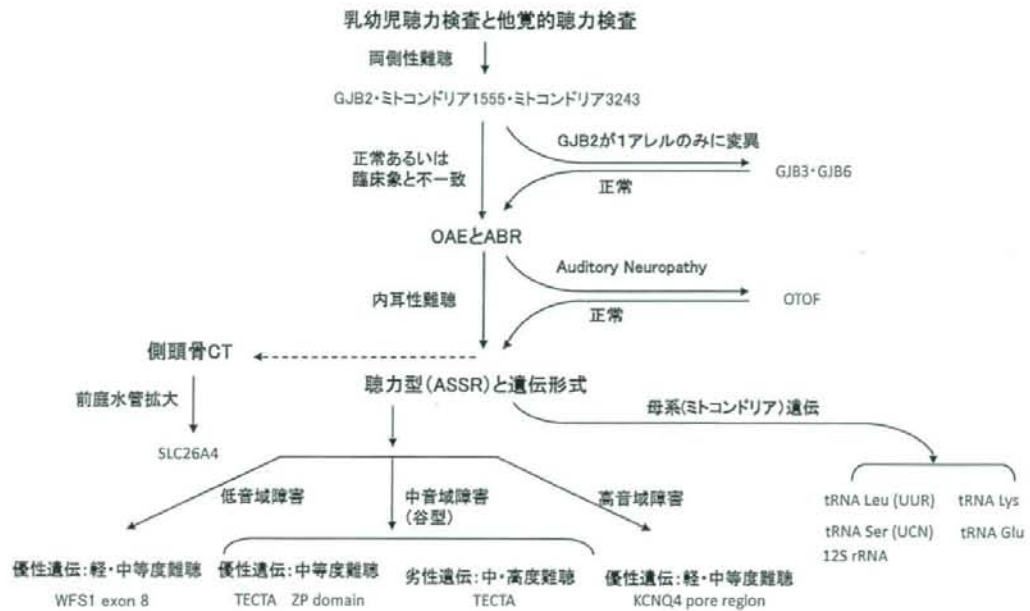 乳幼児聴力検査と他覚的聴力検査
両側性難聴
GJB2・ミトコンドリア1555・ミトコンドリア3243
GJB2が1アレルのみに変異
正常あるいは
臨床象と不一致
GJB3・GJB6
正常
OAEとABR
Auditory Neuropathy
内耳性難聴
OTOF
正常
側頭骨CT
聴力型(ASSR)と遺伝形式
前庭水管拡大
母系(ミトコンドリア)遺伝
SLC26A4
低音域障害
中音域障害
(谷型)
高音域障害
tRNA Leu (UUR) tRNA Lys
tRNA Ser (UCN) tRNA Glu
12S rRNA
優性遺伝:軽・中等度難聴
WFS1 exon 8
優性遺伝:中等度難聴
TECTA ZP domain
劣性遺伝:中・高度難聴
TECTA
優性遺伝:軽・中等度難聴
KCNQ4 pore region